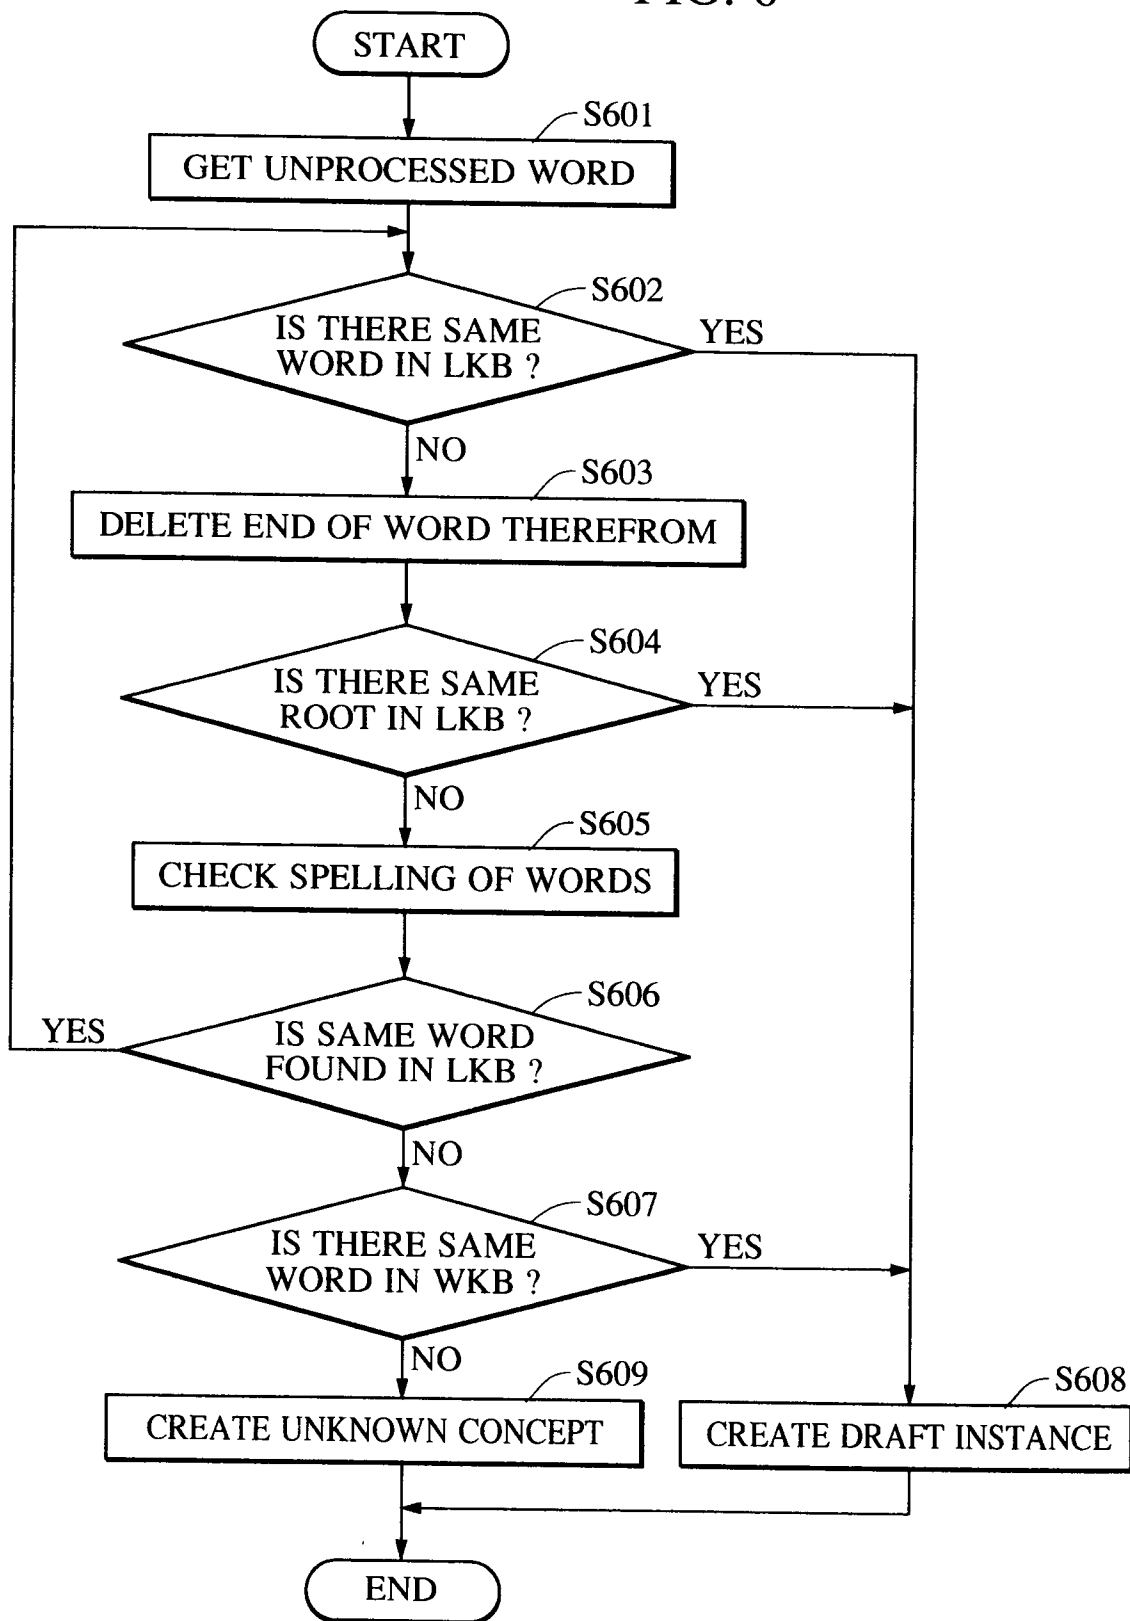 FIG. 6
START
S601
GET UNPROCESSED WORD
S602
IS THERE SAME
WORD IN LKB ?
YES
NO
S603
DELETE END OF WORD THEREFROM
S604
IS THERE SAME
ROOT IN LKB ?
YES
NO
S605
CHECK SPELLING OF WORDS
S606
IS SAME WORD
FOUND IN LKB ?
YES
NO
S607
IS THERE SAME
WORD IN WKB ?
YES
NO
S609
CREATE UNKNOWN CONCEPT
S608
CREATE DRAFT INSTANCE
END